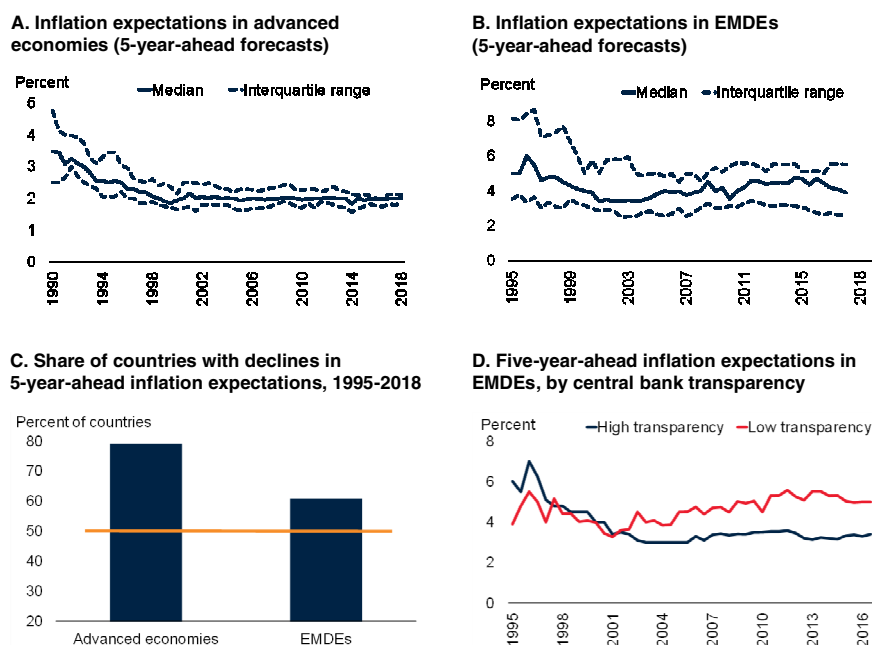 A. Inflation expectations in advanced
economies (5-year-ahead forecasts)
Percent
Median Interquartile range
6
5
4
3
2
1
0
1990 1994 1998 2002 2006 2010 2014 2018
B. Inflation expectations in EMDEs
(5-year-ahead forecasts)
Percent
Median Interquartile range
8
6
4
2
0
1995 1999 2003 2007 2011 2015 2018
C. Share of countries with declines in
5-year-ahead inflation expectations, 1995-2018
Percent of countries
80
70
60
50
40
30
20
Advanced economies EMDEs
D. Five-year-ahead inflation expectations in
EMDEs, by central bank transparency
Percent
High transparency Low transparency
8
6
4
2
0
1995 1998 2001 2004 2007 2010 2013 2016